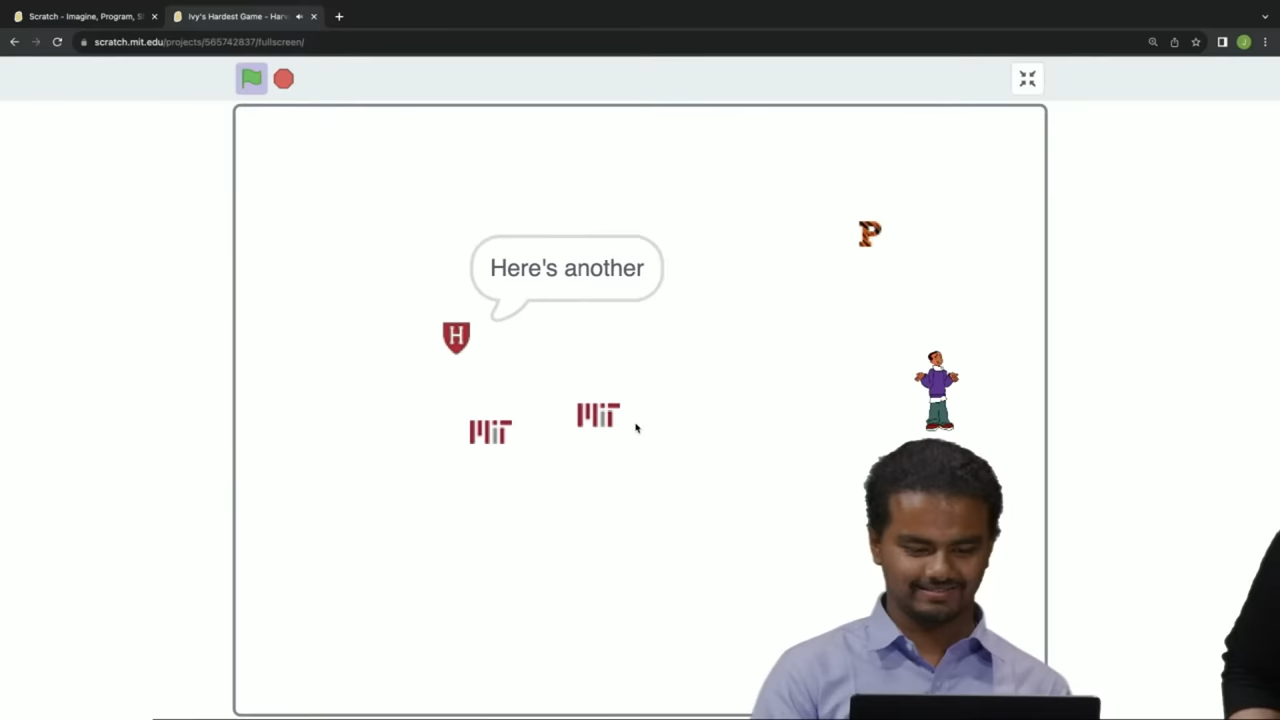 Scratch - Imagine, Program, S
Ivy's Hardest Game - Harv
scratch.mit.edu/projects/565742837/fullscreen/
J
P
Here's another
H
MiT
MiT